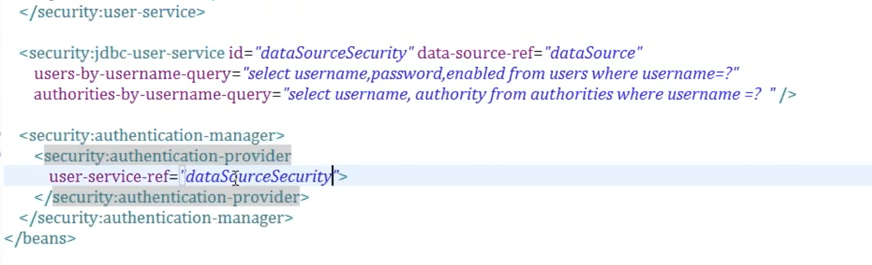 </security:user-service>
<security:jdbc-user-service id="dataSourceSecurity" data-source-ref="dataSource"
users-by-username-query="select username,password,enabled from users where username=?"
authorities-by-username-query="select username, authority from authorities where username =?  " />
<security:authentication-manager>
<security:authentication-provider
user-service-ref="dataSourceSecurity">
</security:authentication-provider>
</security:authentication-manager>
</beans>